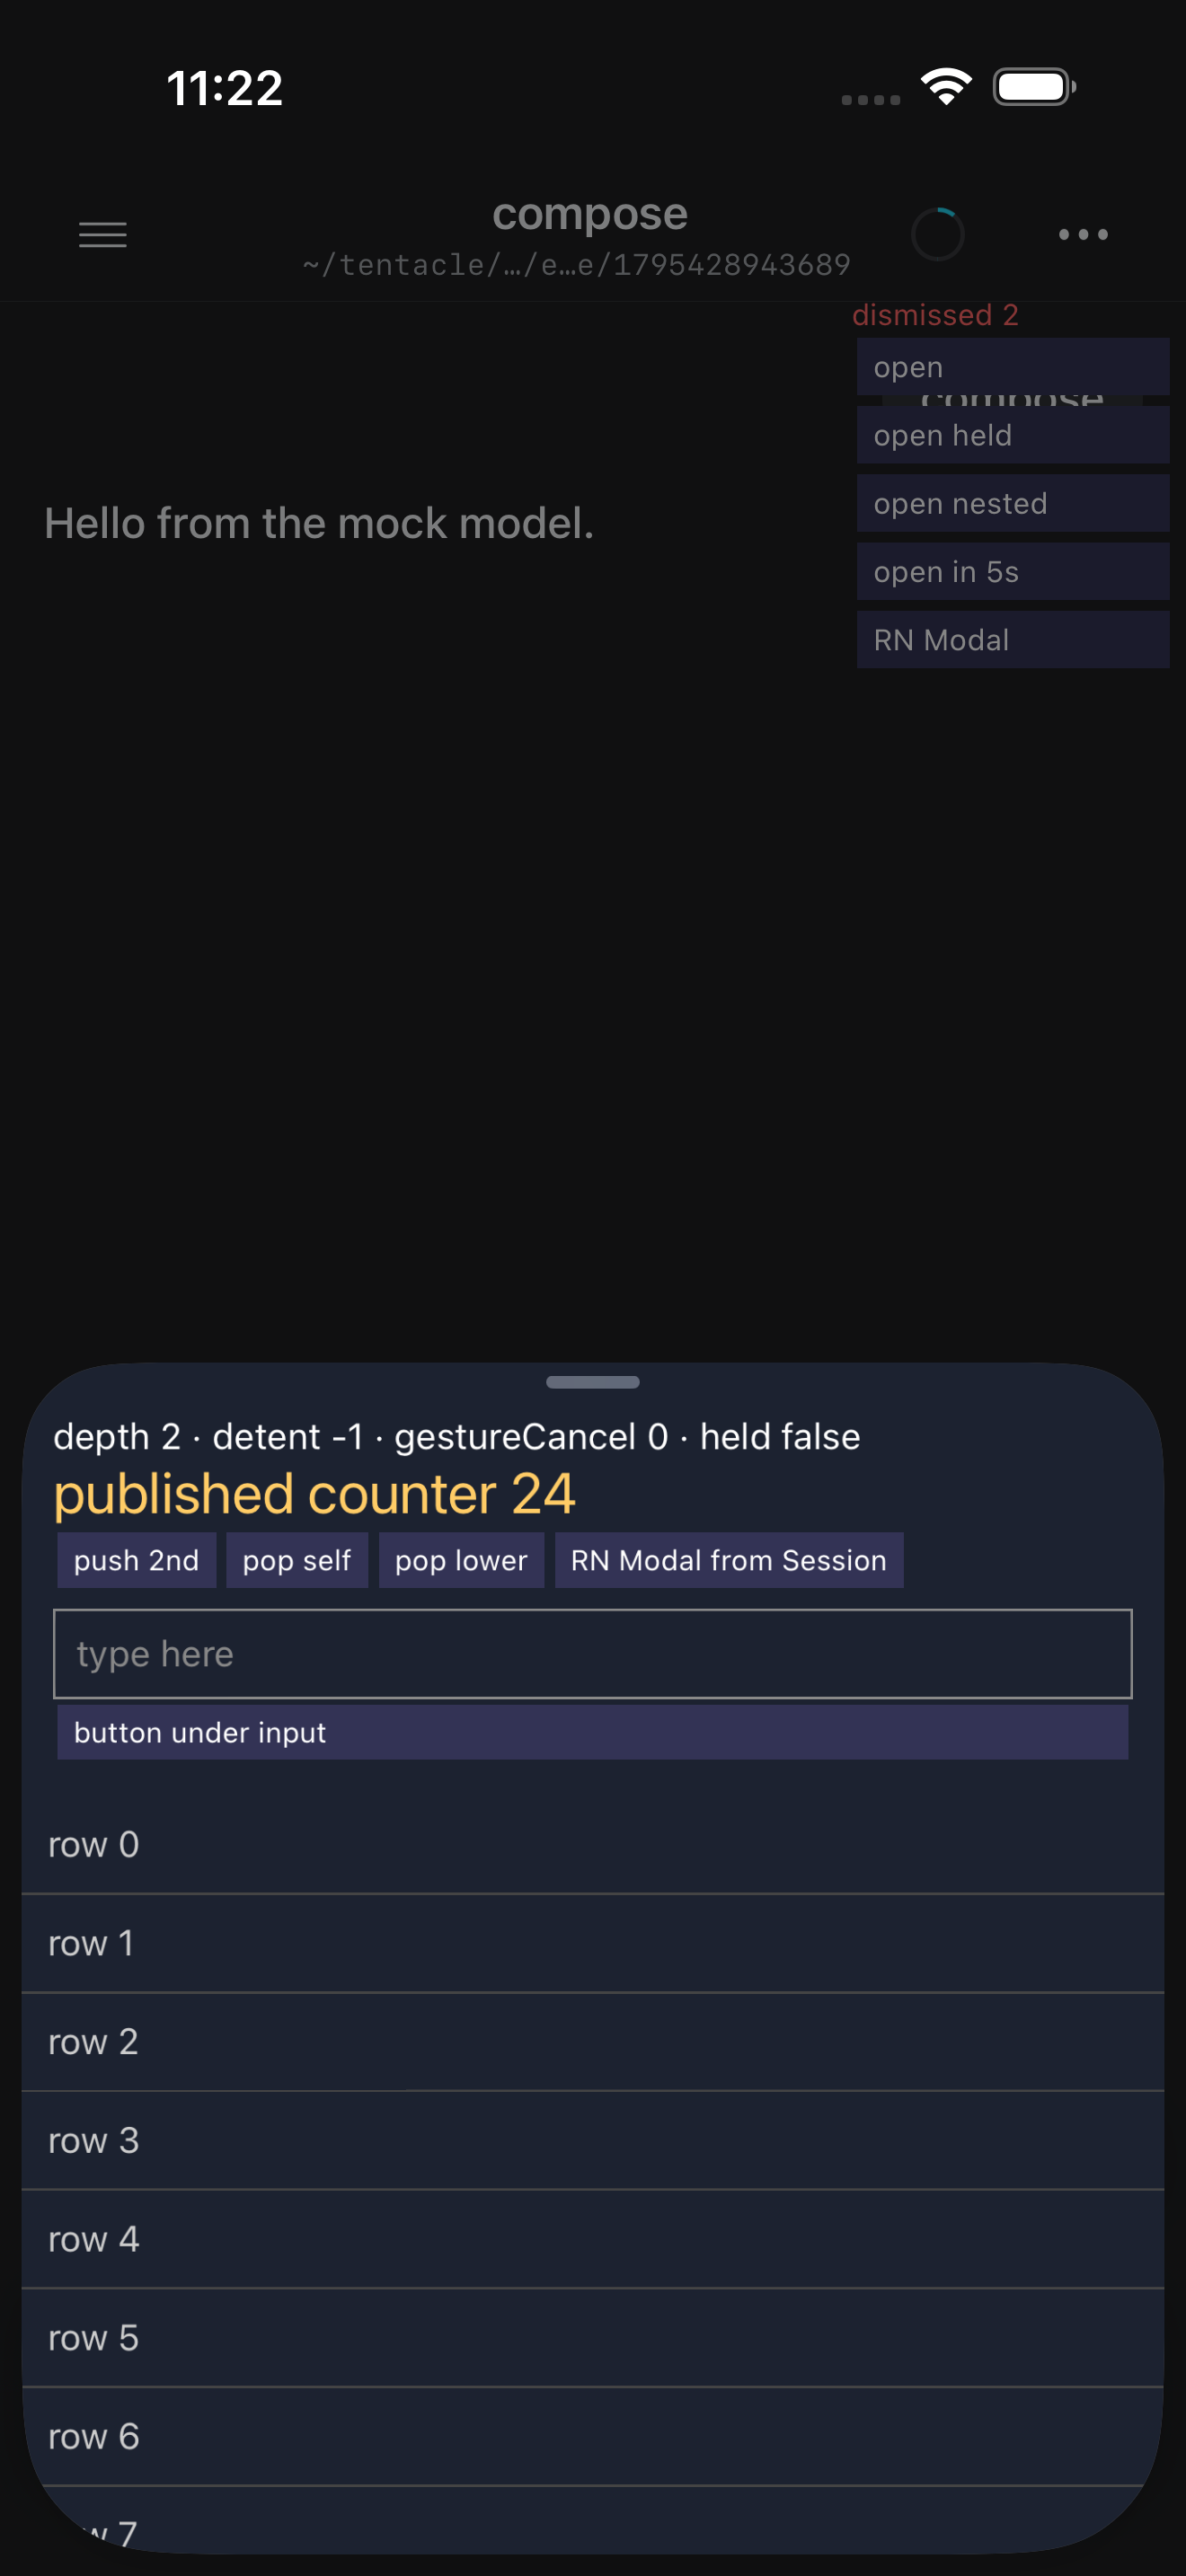 11:22
compose
~/tentacle/…/e…e/1795428943689
dismissed 2
open
compose
open held
Hello from the mock model.
open nested
open in 5s
RN Modal
depth 2 · detent -1 · gestureCancel 0 · held false
published counter 24
push 2nd pop self pop lower RN Modal from Session
type here
button under input
row 0
row 1
row 2
row 3
row 4
row 5
row 6
row 7